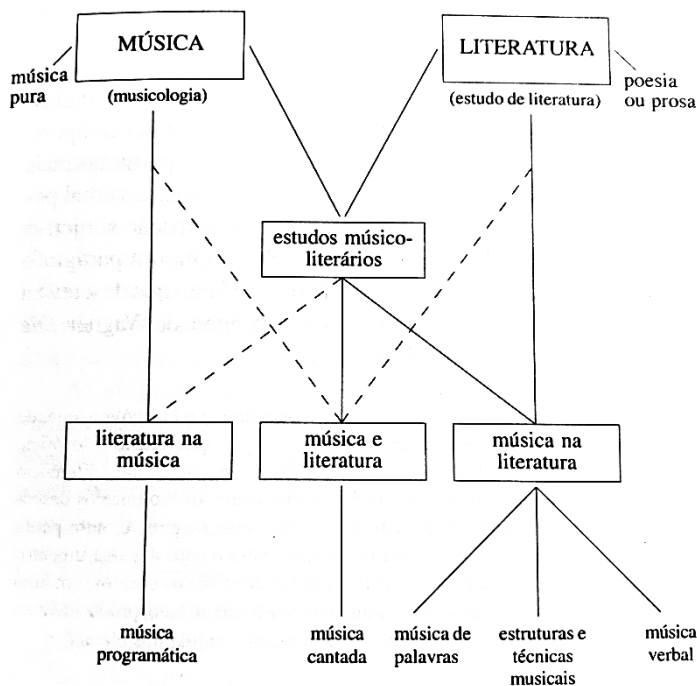 MÚSICA
LITERATURA
música
pura
(musicologia)
(estudo de literatura)
poesia
ou prosa
estudos músico-
literários
literatura na
música
música e
literatura
música na
literatura
música
programática
música
cantada
música de
palavras
estruturas e
técnicas
musicais
música
verbal